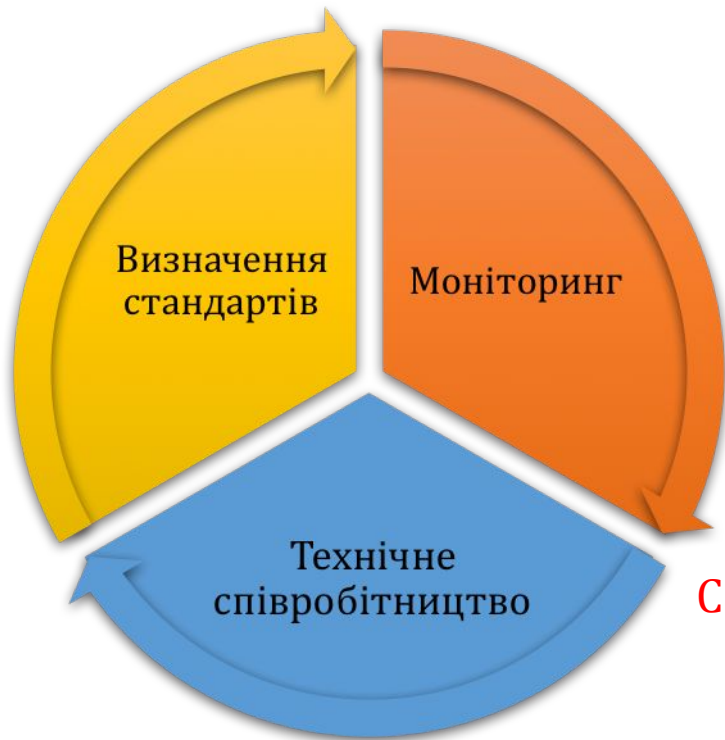 Визначення
стандартів
Моніторинг
Технічне
співробітництво
С